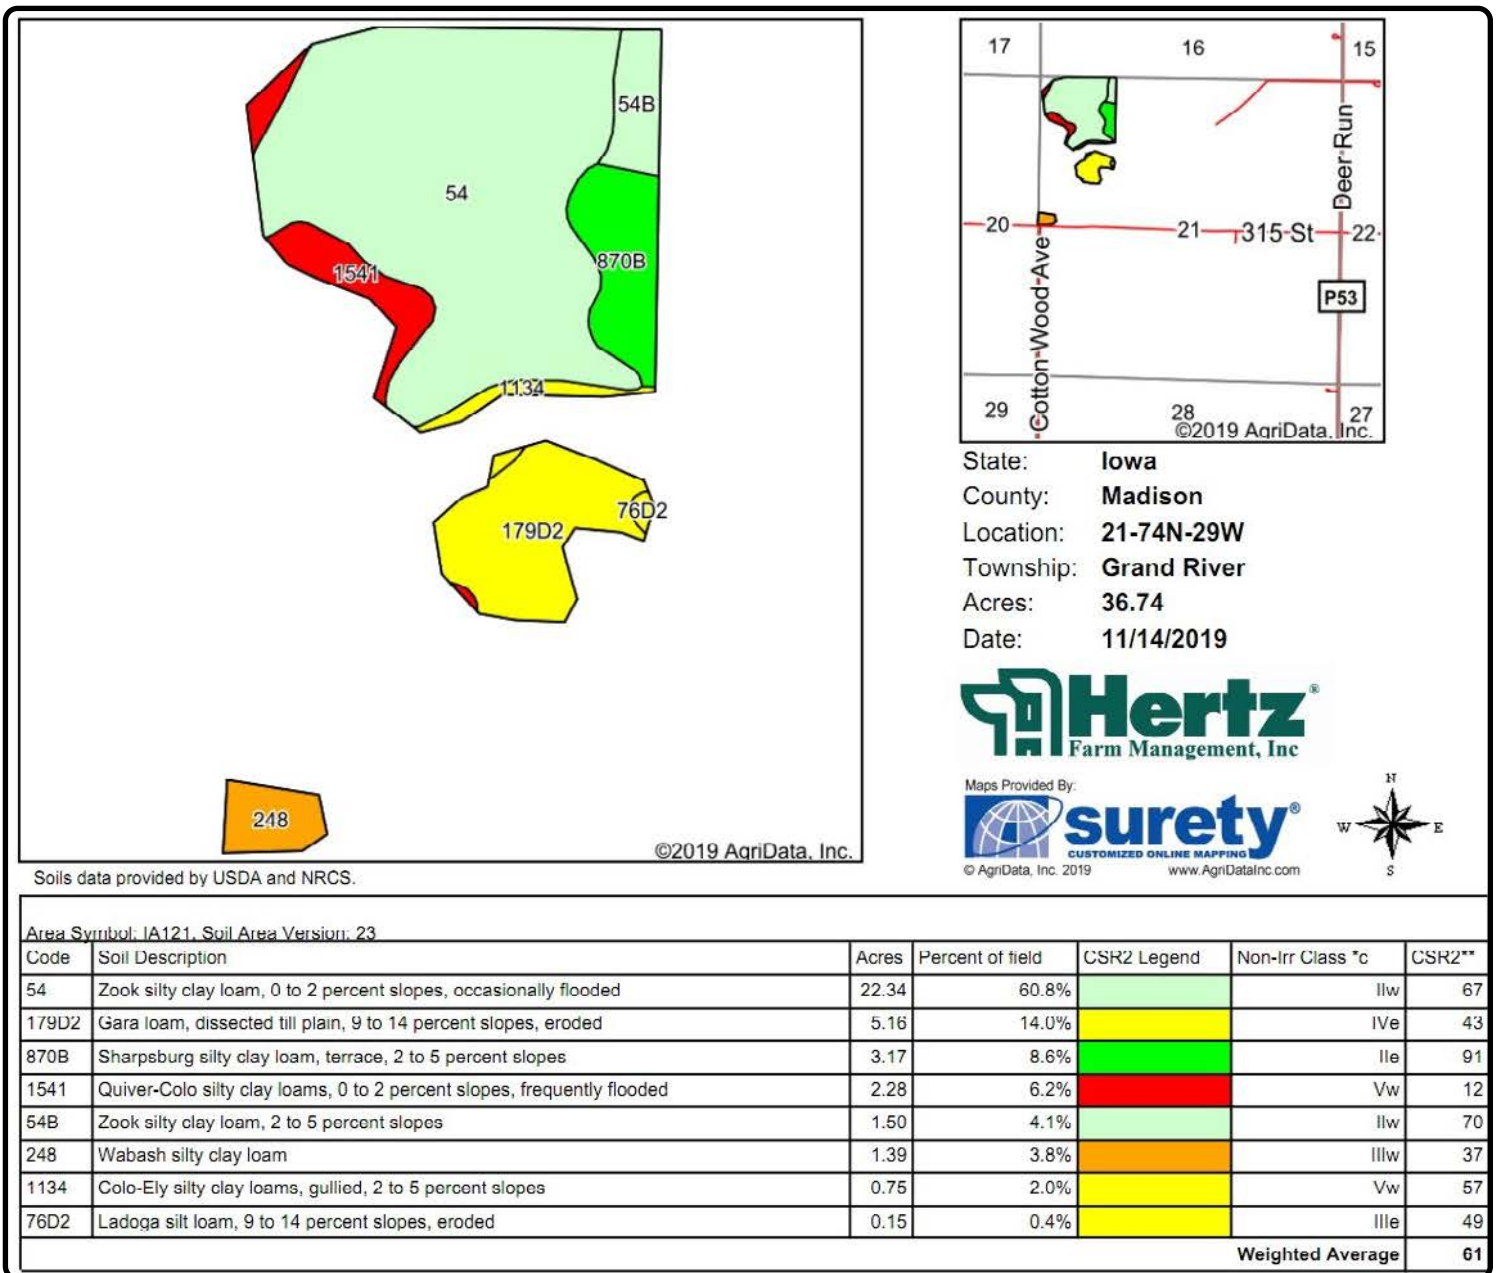 54B
54
870B
1541
1134
76D2
179D2
248
©2019 AgriData, Inc.
Soils data provided by USDA and NRCS.
17
16
15
Deer Run
20
21
315 St
22
P53
Cotton Wood Ave
29
28
27
©2019 AgriData, Inc.
State: Iowa
County: Madison
Location: 21-74N-29W
Township: Grand River
Acres: 36.74
Date: 11/14/2019
Hertz®
Farm Management, Inc
Maps Provided By:
surety®
CUSTOMIZED ONLINE MAPPING
© AgriData, Inc. 2019 www.AgriDataInc.com
N
W E
S
Area Symbol: IA121, Soil Area Version: 23
Code Soil Description Acres Percent of field CSR2 Legend Non-Irr Class *c CSR2**
54 Zook silty clay loam, 0 to 2 percent slopes, occasionally flooded 22.34 60.8% IIw 67
179D2 Gara loam, dissected till plain, 9 to 14 percent slopes, eroded 5.16 14.0% IVe 43
870B Sharpsburg silty clay loam, terrace, 2 to 5 percent slopes 3.17 8.6% IIe 91
1541 Quiver-Colo silty clay loams, 0 to 2 percent slopes, frequently flooded 2.28 6.2% Vw 12
54B Zook silty clay loam, 2 to 5 percent slopes 1.50 4.1% IIw 70
248 Wabash silty clay loam 1.39 3.8% IIIw 37
1134 Colo-Ely silty clay loams, gullied, 2 to 5 percent slopes 0.75 2.0% Vw 57
76D2 Ladoga silt loam, 9 to 14 percent slopes, eroded 0.15 0.4% IIIe 49
Weighted Average 61